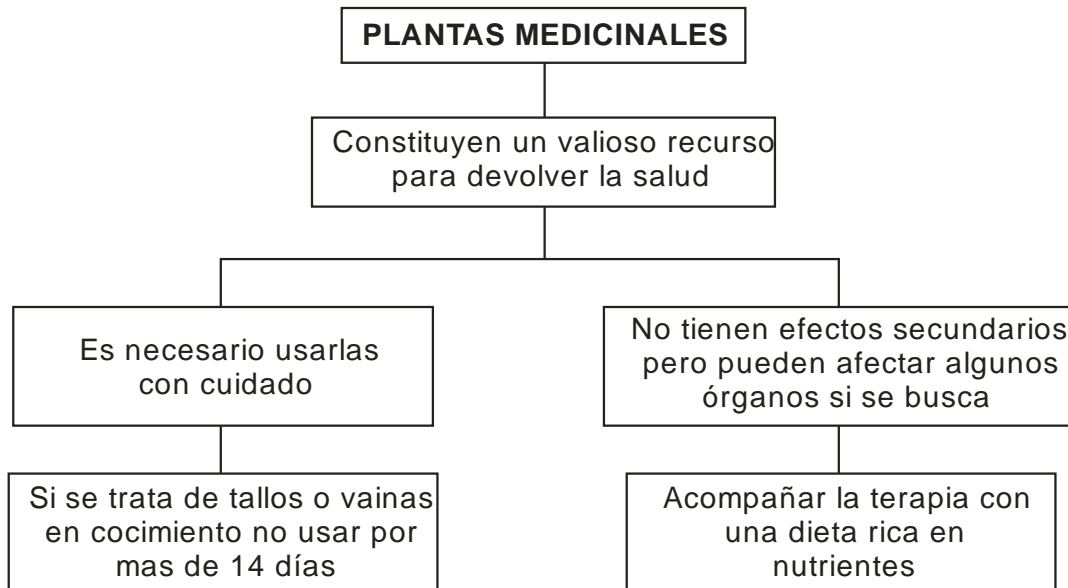 PLANTAS MEDICINALES
Constituyen un valioso recurso
para devolver la salud
Es necesario usarlas
con cuidado
No tienen efectos secundarios
pero pueden afectar algunos
órganos si se busca
Si se trata de tallos o vainas
en cocimiento no usar por
mas de 14 días
Acompañar la terapia con
una dieta rica en
nutrientes